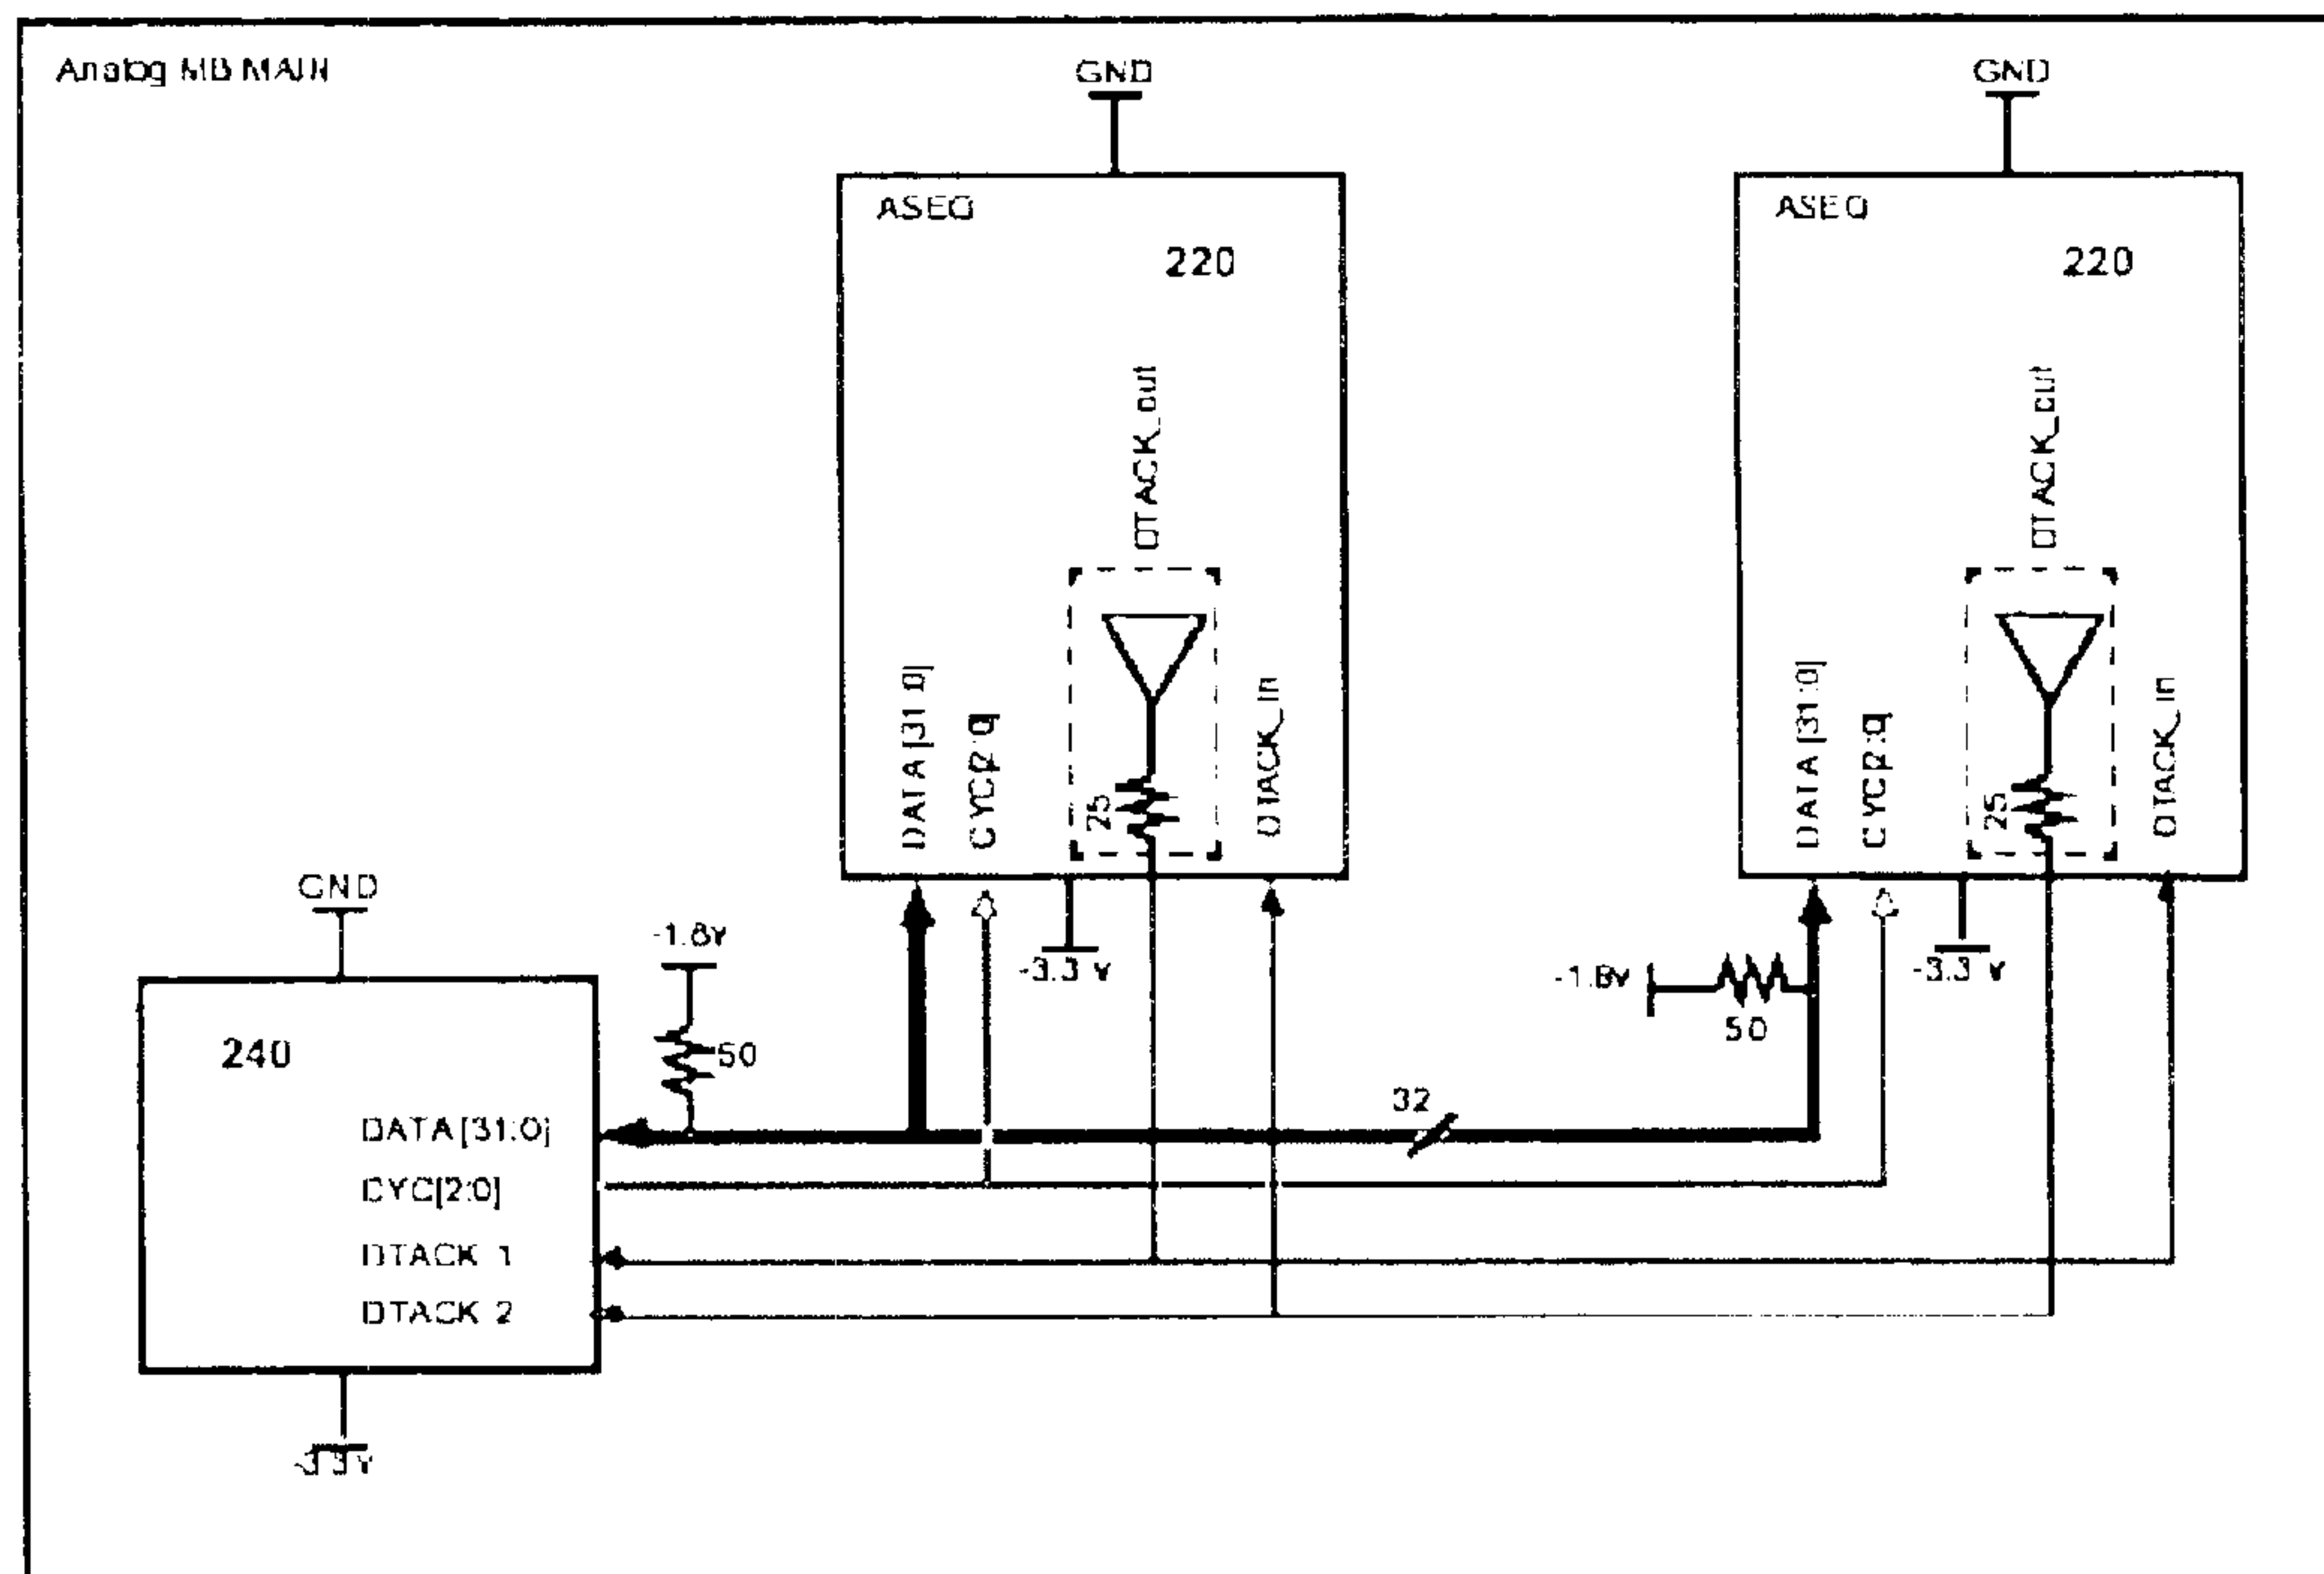 Analog MB MAIN
GND
GND
ASEQ
ASEQ
220
220
DTACK_out
DTACK_out
DATA [31:0]
CYC[2:0]
25
DTACK_in
DATA [31:0]
CYC[2:0]
25
DTACK_in
GND
-1.8v
-3.3 v
-1.8v
-3.3 v
50
240
50
32
DATA[31:0]
CYC[2:0]
DTACK 1
DTACK 2
-3.3v